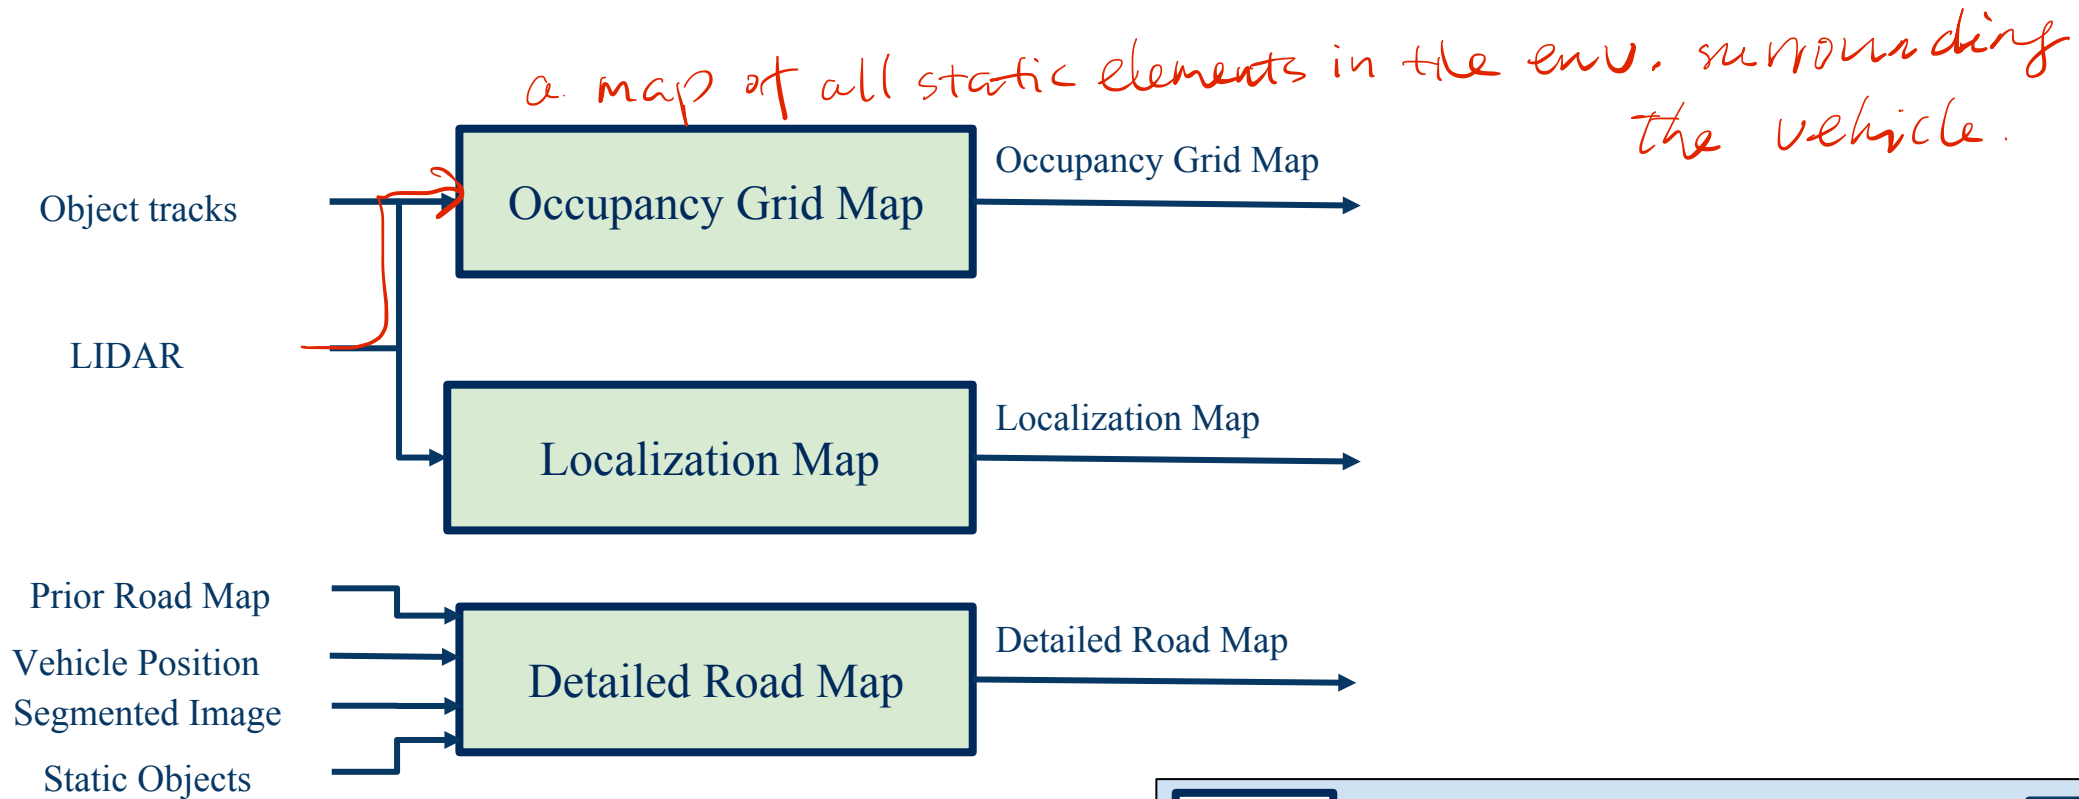 a map of all static elements in the env. surrounding
the vehicle.
Occupancy Grid Map
Object tracks
Occupancy Grid Map
LIDAR
Localization Map
Localization Map
Prior Road Map
Vehicle Position
Detailed Road Map
Detailed Road Map
Segmented Image
Static Objects